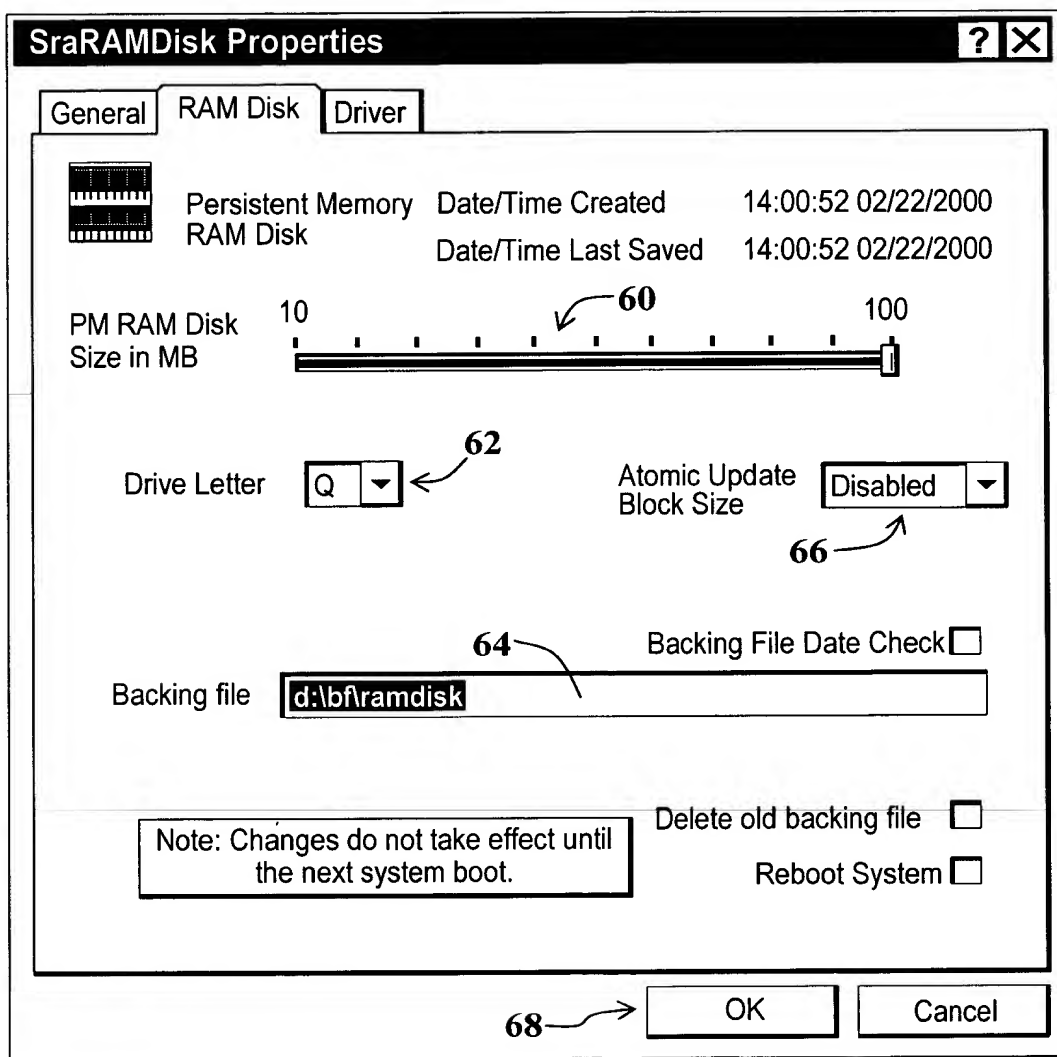 SraRAMDisk Properties ? X
General RAM Disk Driver
Persistent Memory RAM Disk
Date/Time Created 14:00:52 02/22/2000
Date/Time Last Saved 14:00:52 02/22/2000
PM RAM Disk
Size in MB
10 100
60
Drive Letter Q
62
Atomic Update
Block Size
Disabled
66
64
Backing File Date Check
Backing file d:\bf\ramdisk
Note: Changes do not take effect until
the next system boot.
Delete old backing file
Reboot System
68
OK Cancel